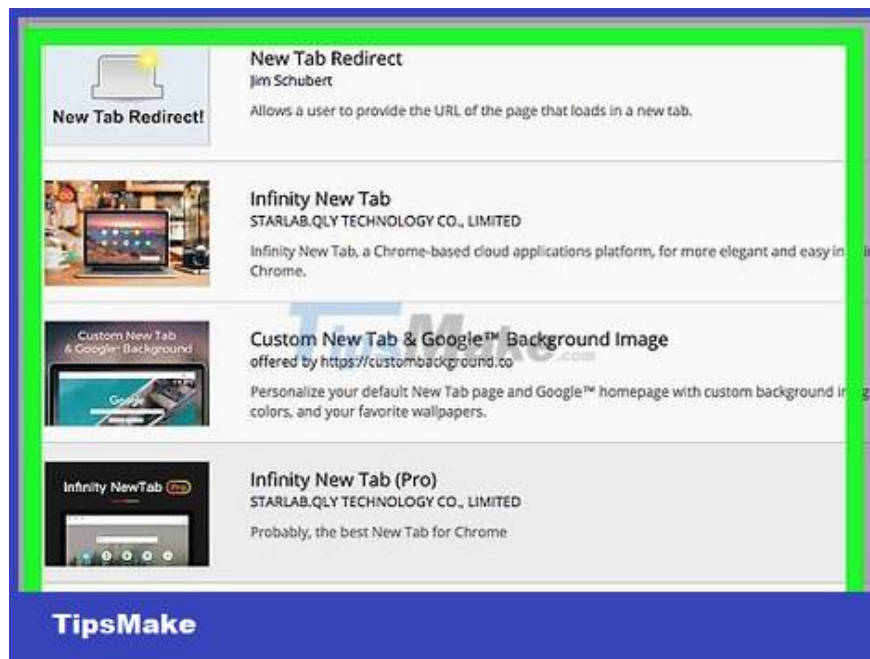 New Tab Redirect!
New Tab Redirect
Jim Schubert
Allows a user to provide the URL of the page that loads in a new tab.
Infinity New Tab
STARLAB.QLY TECHNOLOGY CO., LIMITED
Infinity New Tab, a Chrome-based cloud applications platform, for more elegant and easy in
Chrome.
TipsMake.com
Custom New Tab
& Google™ Background
Google
Custom New Tab & Google™ Background Image
offered by https://custombackground.co
Personalize your default New Tab page and Google™ homepage with custom background
colors, and your favorite wallpapers.
Infinity NewTab Pro
Infinity New Tab (Pro)
STARLAB.QLY TECHNOLOGY CO., LIMITED
Probably, the best New Tab for Chrome
TipsMake